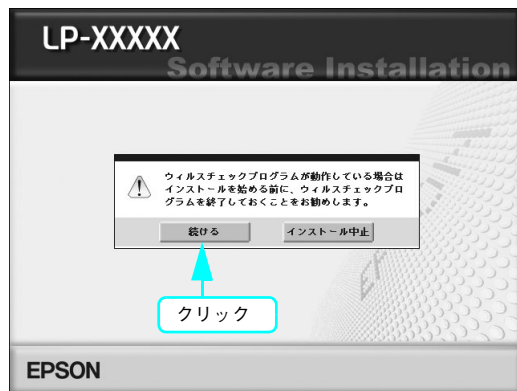 LP-XXXXX
Software Installation
ウィルスチェックプログラムが動作している場合は
インストールを始める前に、ウィルスチェックプロ
グラムを終了しておくことをお勧めします。
続ける インストール中止
クリック
EPSON